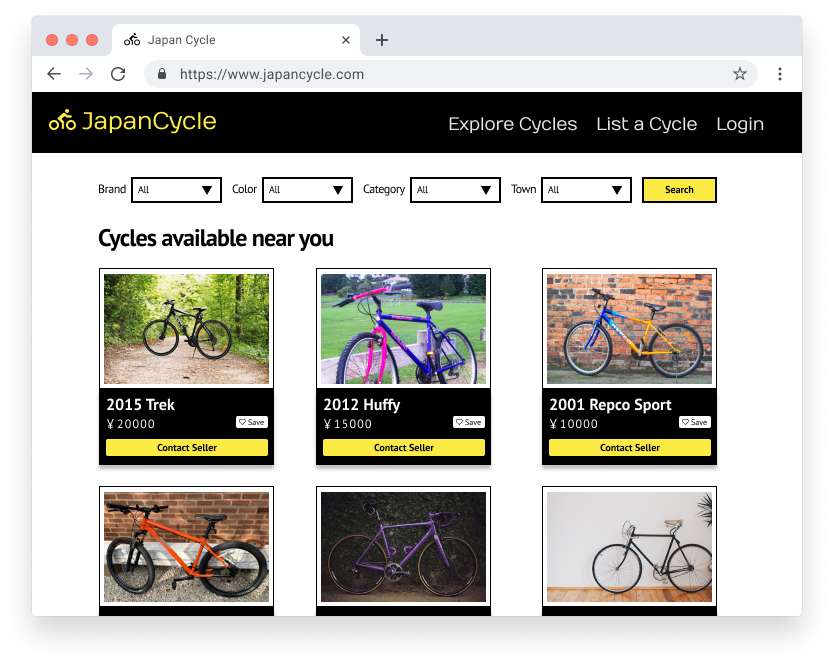 Japan Cycle
https://www.japancycle.com
JapanCycle
Explore Cycles List a Cycle Login
Brand All Color All Category All Town All Search
Cycles available near you
2015 Trek
¥ 20000
Save
Contact Seller
2012 Huffy
¥ 15000
Save
Contact Seller
2001 Repco Sport
¥ 10000
Save
Contact Seller